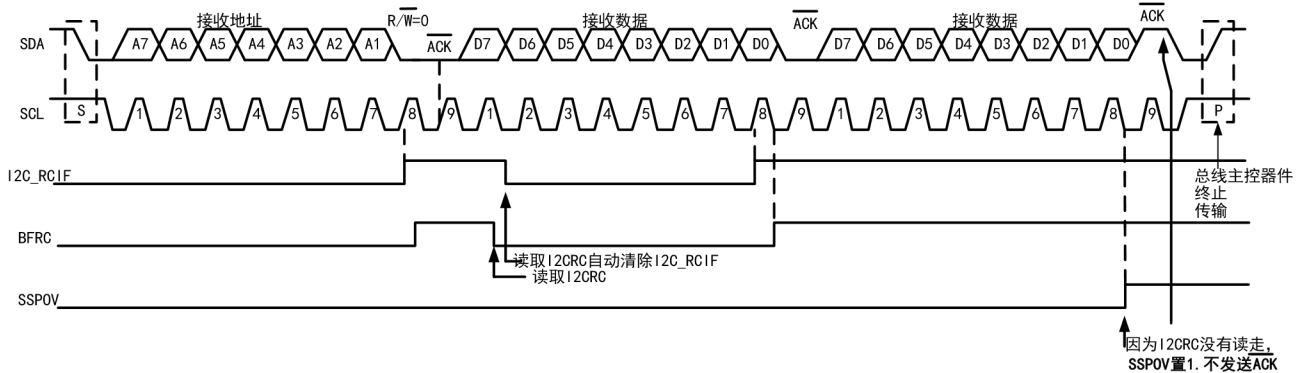 接收地址 R/W=0 接收数据 ACK 接收数据 ACK
SDA A7 A6 A5 A4 A3 A2 A1 ACK D7 D6 D5 D4 D3 D2 D1 D0 D7 D6 D5 D4 D3 D2 D1 D0
SCL S 1 2 3 4 5 6 7 8 9 1 2 3 4 5 6 7 8 9 1 2 3 4 5 6 7 8 9 P
I2C_RCIF
总线主控器件
终止
传输
BFRC
读取I2CRC自动清除I2C_RCIF
读取I2CRC
SSPOV
因为I2CRC没有读走,
SSPOV置1.不发送ACK